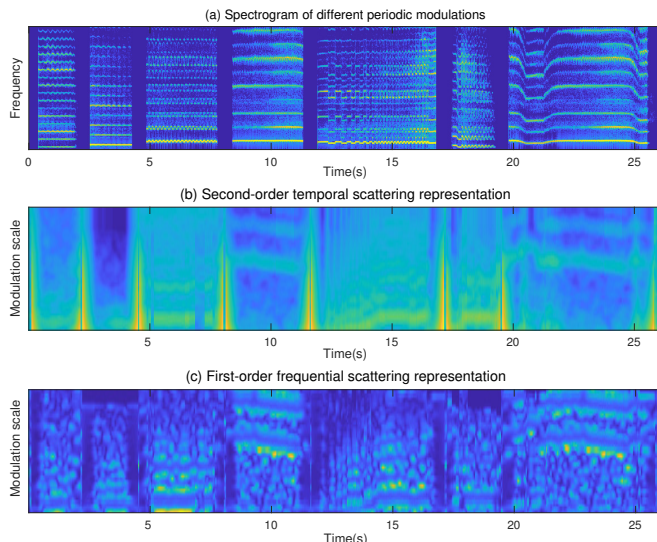 (a) Spectrogram of different periodic modulations
Frequency
0 5 10 15 20 25
Time(s)
(b) Second-order temporal scattering representation
Modulation scale
5 10 15 20 25
Time(s)
(c) First-order frequential scattering representation
Modulation scale
5 10 15 20 25
Time(s)